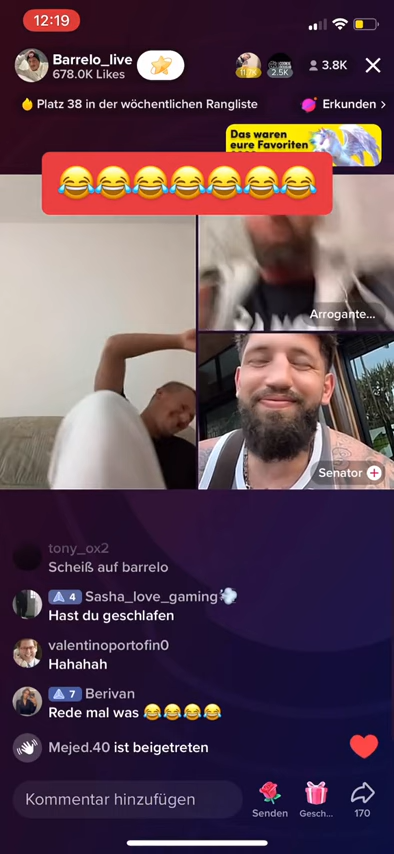 12:19
Barrelo_live
678.0K Likes
2.5K
3.8K
Platz 38 in der wöchentlichen Rangliste
Erkunden
Das waren
eure Favoriten
😂😂😂😂😂😂😂
Arrogante...
Senator
tony_ox2
Scheiß auf barrelo
4 Sasha_love_gaming💨
Hast du geschlafen
valentinoportofin0
Hahahah
7 Berivan
Rede mal was 😂😂😂😂
Mejed.40 ist beigetreten
Kommentar hinzufügen
Senden
Gesch...
170